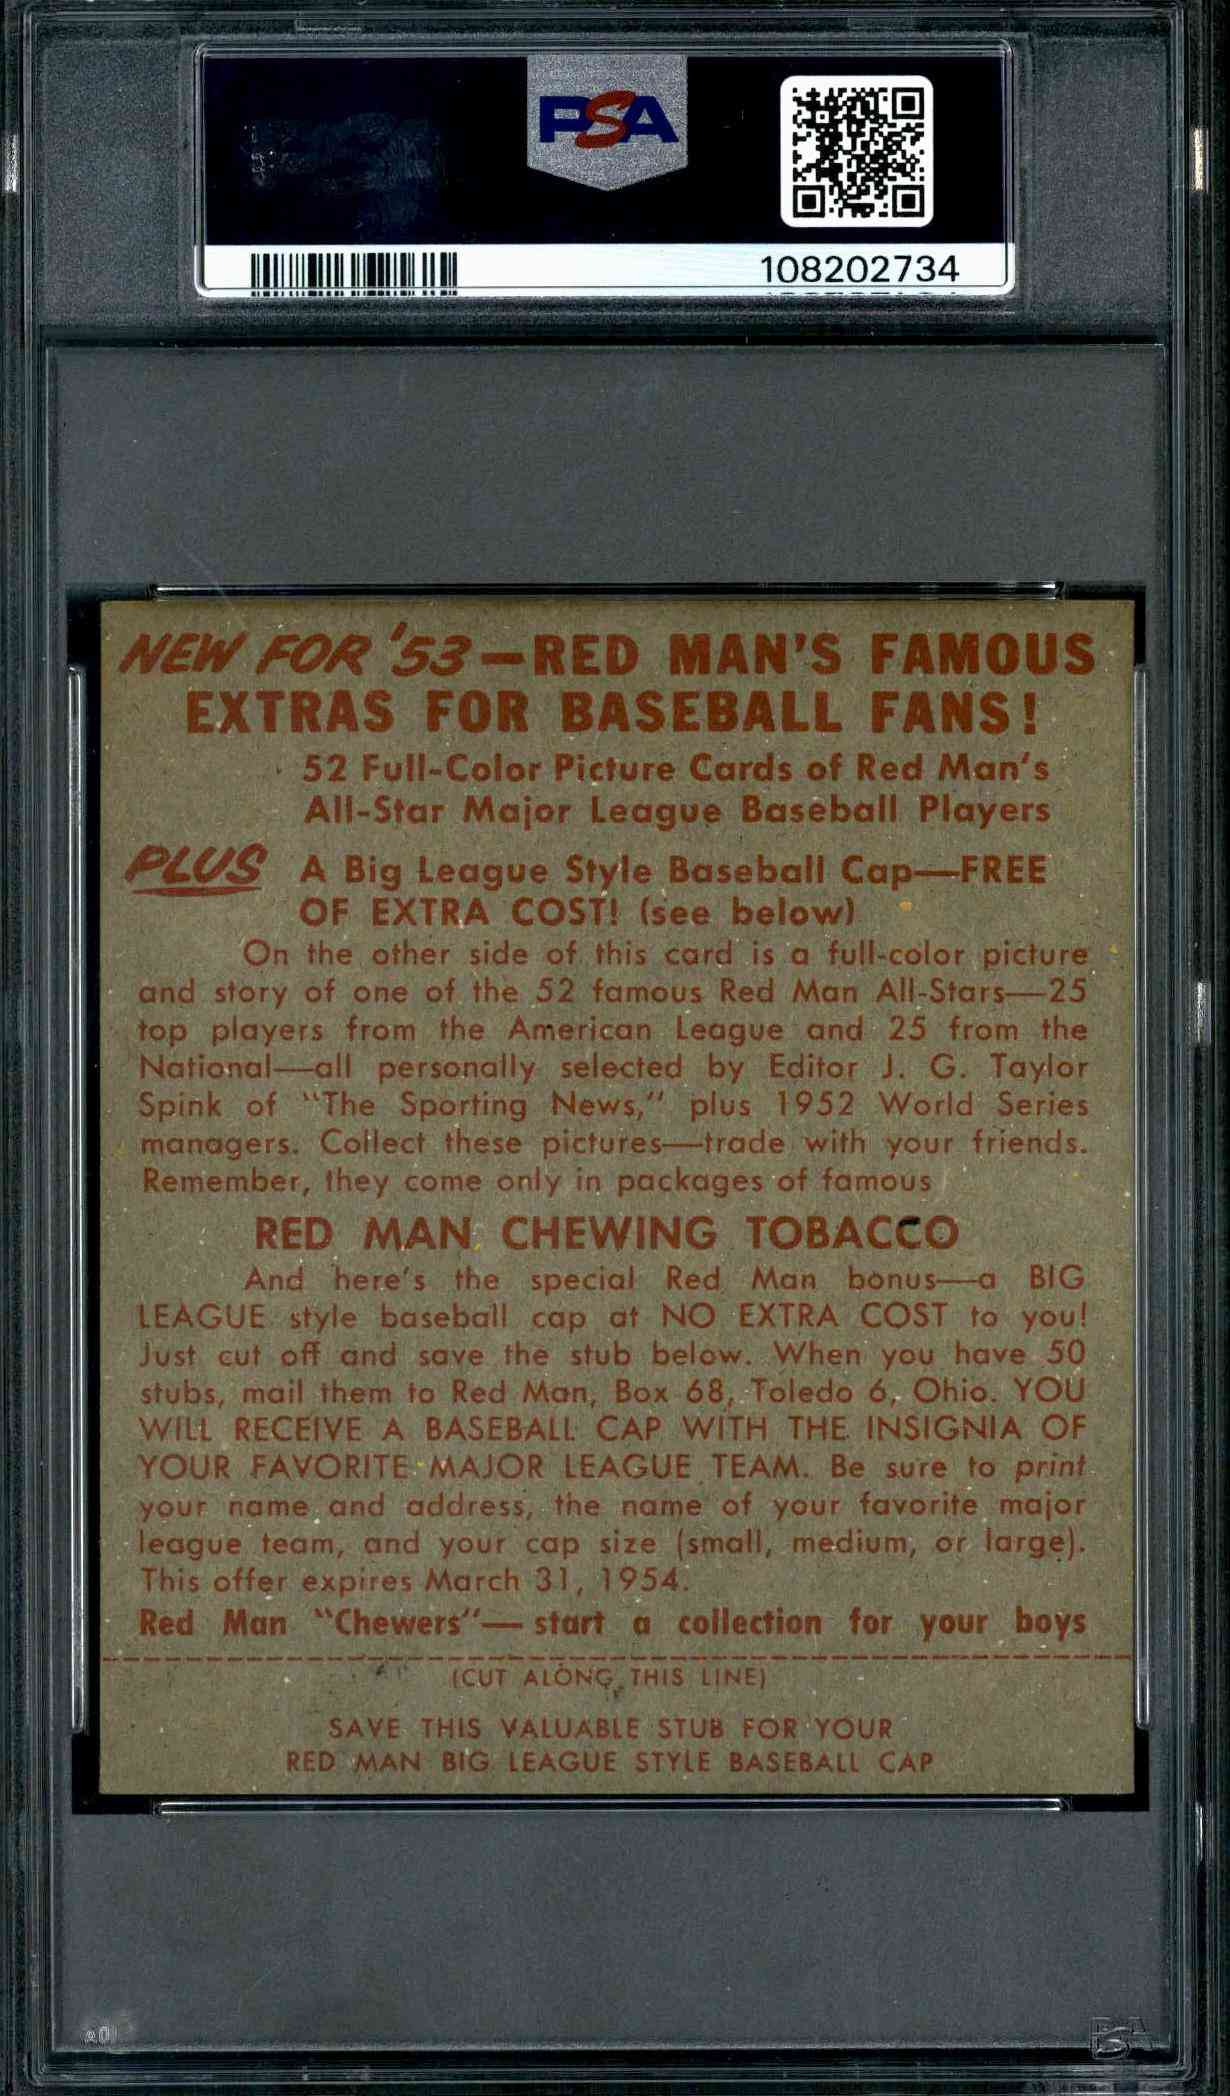 PSA
108202734
NEW FOR '53—RED MAN'S FAMOUS
EXTRAS FOR BASEBALL FANS!
52 Full-Color Picture Cards of Red Man's
All-Star Major League Baseball Players
PLUS A Big League Style Baseball Cap—FREE
OF EXTRA COST! (see below)
On the other side of this card is a full-color picture
and story of one of the 52 famous Red Man All-Stars—25
top players from the American League and 25 from the
National—all personally selected by Editor J. G. Taylor
Spink of "The Sporting News," plus 1952 World Series
managers. Collect these pictures—trade with your friends.
Remember, they come only in packages of famous
RED MAN CHEWING TOBACCO
And here's the special Red Man bonus—a BIG
LEAGUE style baseball cap at NO EXTRA COST to you!
Just cut off and save the stub below. When you have 50
stubs, mail them to Red Man, Box 68, Toledo 6, Ohio. YOU
WILL RECEIVE A BASEBALL CAP WITH THE INSIGNIA OF
YOUR FAVORITE MAJOR LEAGUE TEAM. Be sure to print
your name and address, the name of your favorite major
league team, and your cap size (small, medium, or large).
This offer expires March 31, 1954.
Red Man "Chewers"—start a collection for your boys
(CUT ALONG THIS LINE)
SAVE THIS VALUABLE STUB FOR YOUR
RED MAN BIG LEAGUE STYLE BASEBALL CAP
PSA